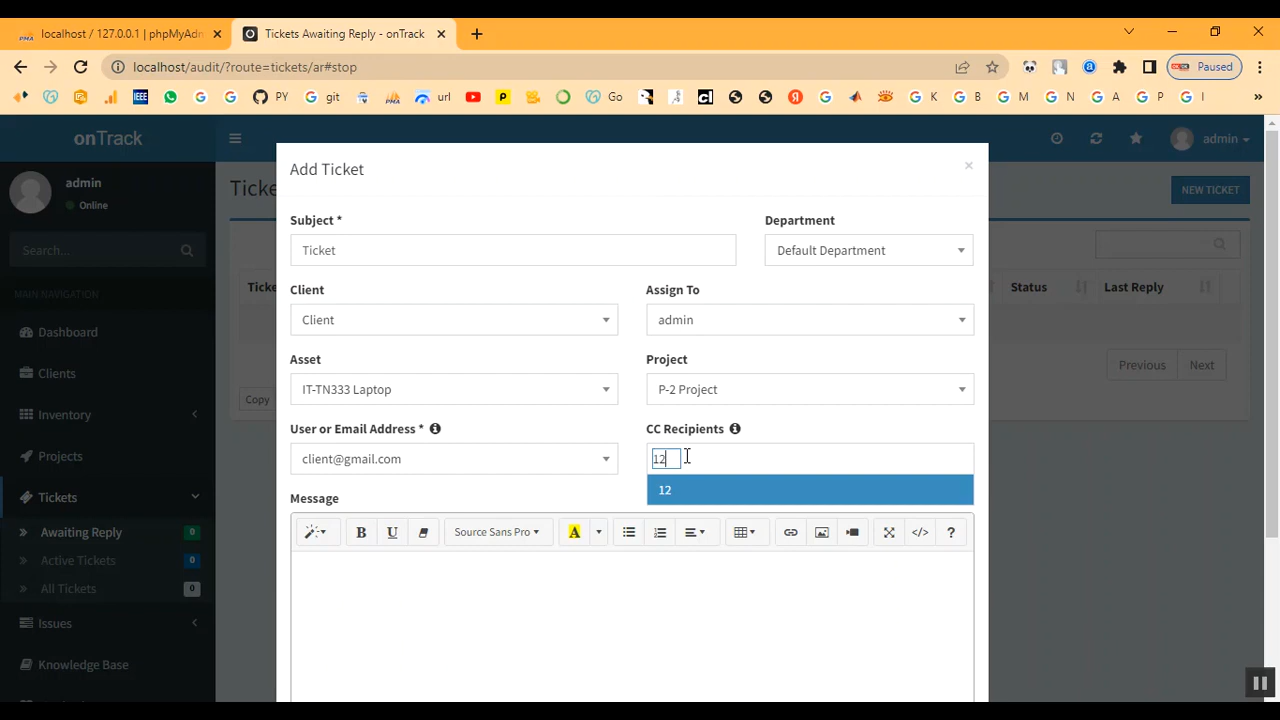 localhost / 127.0.0.1 | phpMyAdn
Tickets Awaiting Reply - onTrack
localhost/audit/?route=tickets/ar#stop
Paused
IEEE
PY
git
PMA
url
Go
K
B
M
N
A
P
I
onTrack
admin
admin
Online
Search...
MAIN NAVIGATION
Dashboard
Clients
Inventory
Projects
Tickets
Awaiting Reply
0
Active Tickets
0
All Tickets
0
Issues
Knowledge Base
NEW TICKET
Status
Last Reply
Previous
Next
Copy
Add Ticket
×
Subject *
Department
Ticket
Default Department
Client
Assign To
Client
admin
Asset
Project
IT-TN333 Laptop
P-2 Project
User or Email Address *
CC Recipients
client@gmail.com
12
12
Message
B
U
Source Sans Pro
A
</>
?